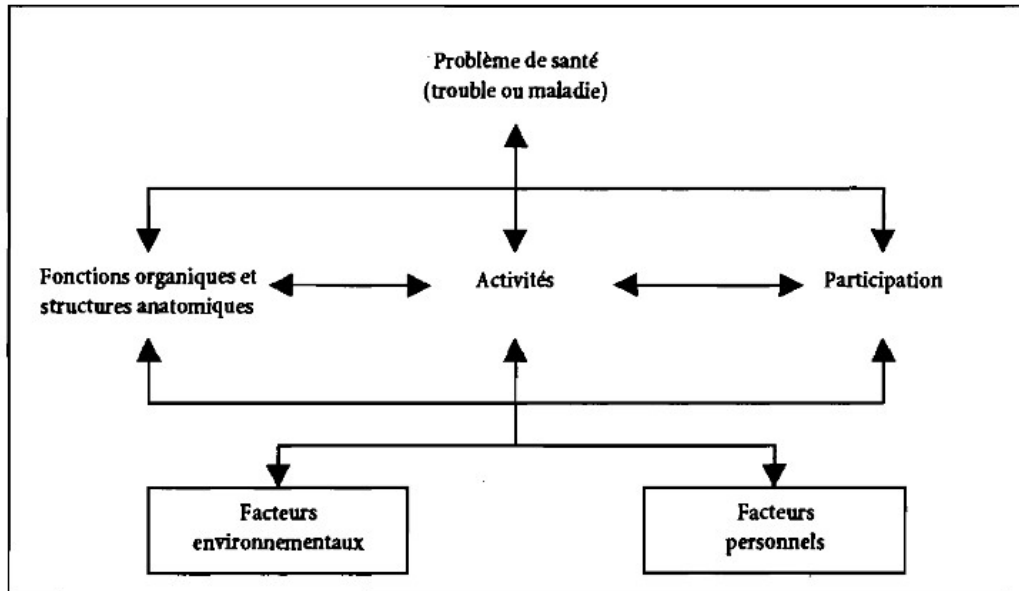 Problème de santé
(trouble ou maladie)
Fonctions organiques et
structures anatomiques
Activités
Participation
Facteurs
environnementaux
Facteurs
personnels